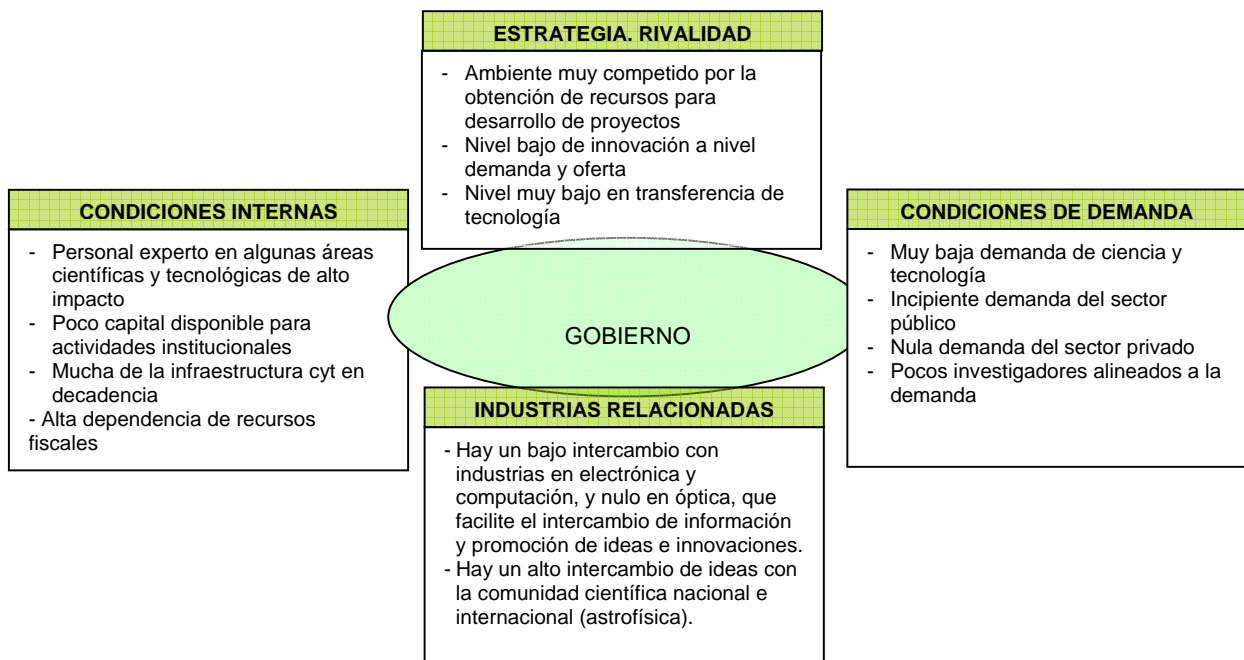 ESTRATEGIA. RIVALIDAD
- Ambiente muy competido por la
obtención de recursos para
desarrollo de proyectos
- Nivel bajo de innovación a nivel
demanda y oferta
- Nivel muy bajo en transferencia de
tecnología
CONDICIONES INTERNAS
- Personal experto en algunas áreas
científicas y tecnológicas de alto
impacto
- Poco capital disponible para
actividades institucionales
- Mucha de la infraestructura cyt en
decadencia
- Alta dependencia de recursos
fiscales
GOBIERNO
CONDICIONES DE DEMANDA
- Muy baja demanda de ciencia y
tecnología
- Incipiente demanda del sector
público
- Nula demanda del sector privado
- Pocos investigadores alineados a la
demanda
INDUSTRIAS RELACIONADAS
- Hay un bajo intercambio con
industrias en electrónica y
computación, y nulo en óptica, que
facilite el intercambio de información
y promoción de ideas e innovaciones.
- Hay un alto intercambio de ideas con
la comunidad científica nacional e
internacional (astrofísica).